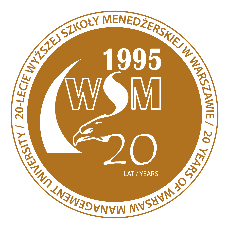 20-LECIE WYŻSZEJ SZKOŁY MENEDŻERSKIEJ W WARSZAWIE / 20 YEARS OF WARSAW MANAGEMENT UNIVERSITY /
1995
WSM
20
LAT / YEARS